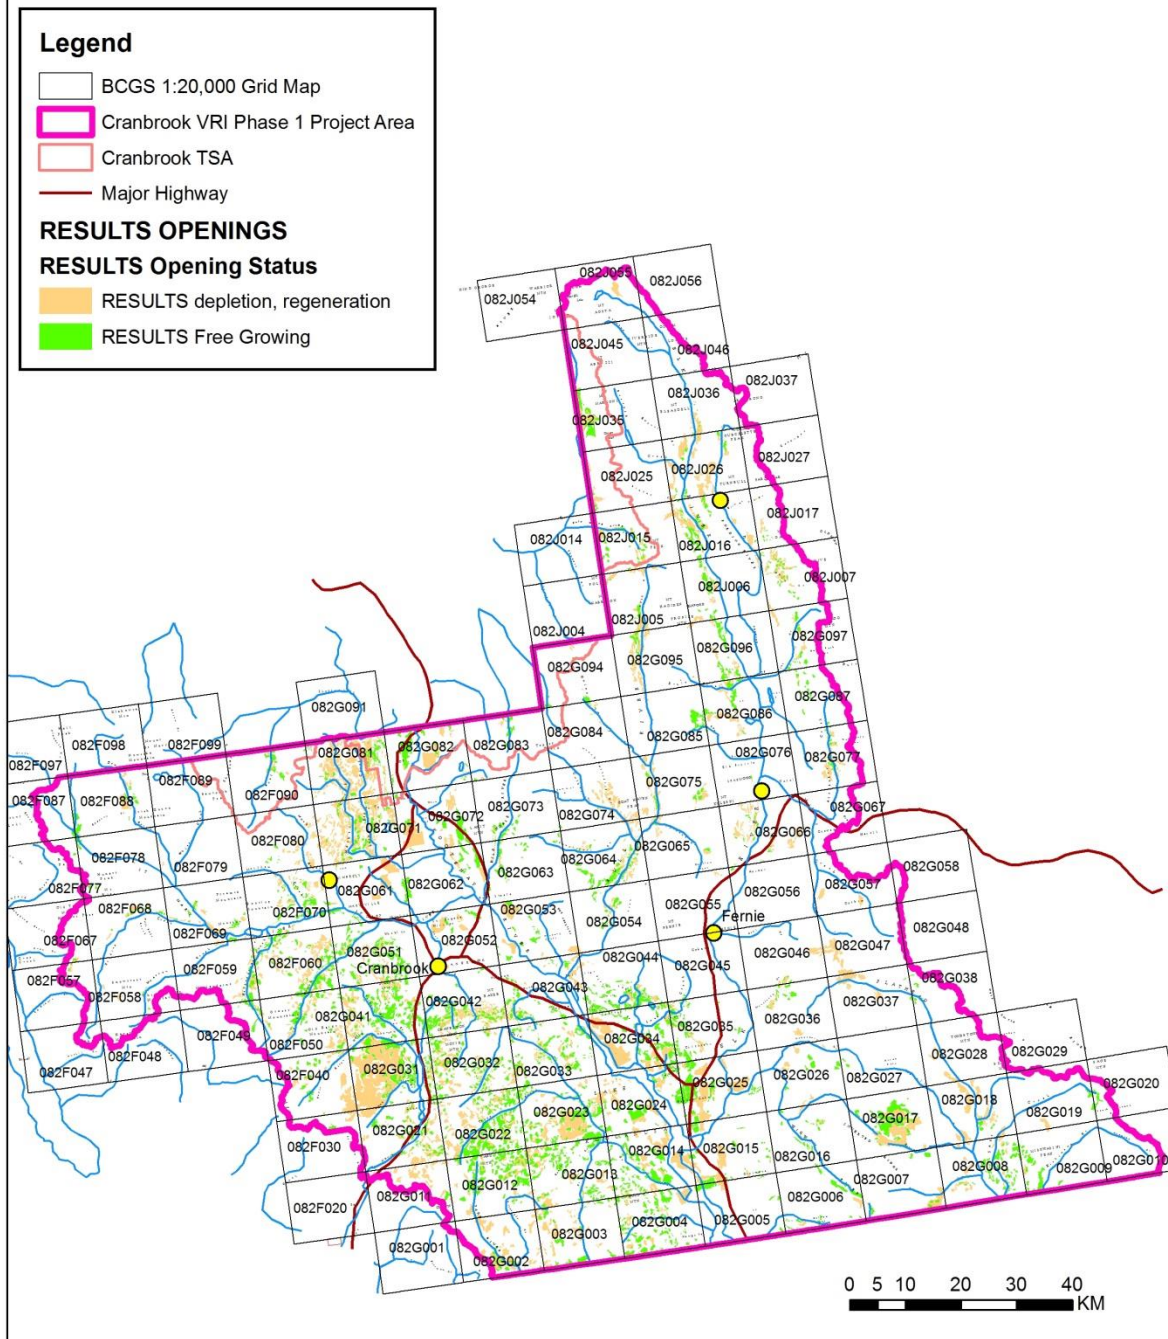 Legend
BCGS 1:20,000 Grid Map
Cranbrook VRI Phase 1 Project Area
Cranbrook TSA
Major Highway
RESULTS OPENINGS
RESULTS Opening Status
RESULTS depletion, regeneration
RESULTS Free Growing
082J055
082J054
082J056
082J045
082J046
082J037
082J036
082J035
082J027
082J026
082J025
082J017
082J014
082J015
082J016
082J007
082J006
082J004
082J005
082G097
082G094
082G095
082G096
082G091
082G087
082G086
082G084
082G085
082G083
082G082
082G081
082F098
082F099
082F097
082F089
082F087
082F088
082F090
082G076
082G077
082G075
082G074
082G073
082G072
082G071
082G067
082G066
082G065
082G064
082G063
082G062
082G061
082F080
082F079
082F078
082F077
082F070
082F069
082F068
082F067
082G058
082G057
082G056
082G055
082G054
082G053
082G052
082G051
Fernie
Cranbrook
082F060
082F059
082F058
082F057
082G048
082G047
082G046
082G045
082G044
082G043
082G042
082G041
082F050
082F049
082F048
082F047
082G038
082G037
082G036
082G035
082G034
082G033
082G032
082G031
082F040
082G029
082G028
082G027
082G026
082G025
082G024
082G023
082G022
082G021
082F030
082G020
082G019
082G018
082G017
082G016
082G015
082G014
082G013
082G012
082G011
082F020
082G010
082G009
082G008
082G007
082G006
082G005
082G004
082G003
082G002
082G001
0 5 10 20 30 40
KM